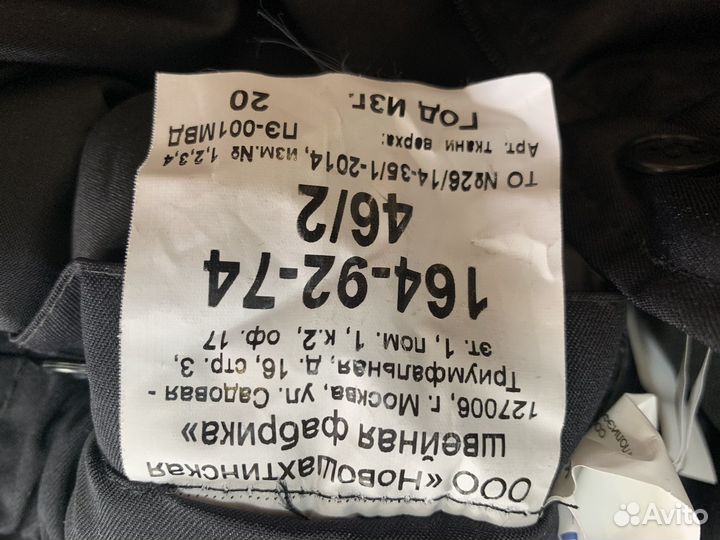 ООО «Новошахтинская
швейная фабрика»
127006, г. Москва, ул. Садовая -
Триумфальная, д. 16, стр. 3,
эт. 1, пом. 1, к.2, оф. 17
164-92-74
46/2
ТО №26/14-35/1-2014, изм.№ 1,2,3,4
Арт. ткани верха: ПЭ-001МВД
ГОД ИЗГ. 20
Avito